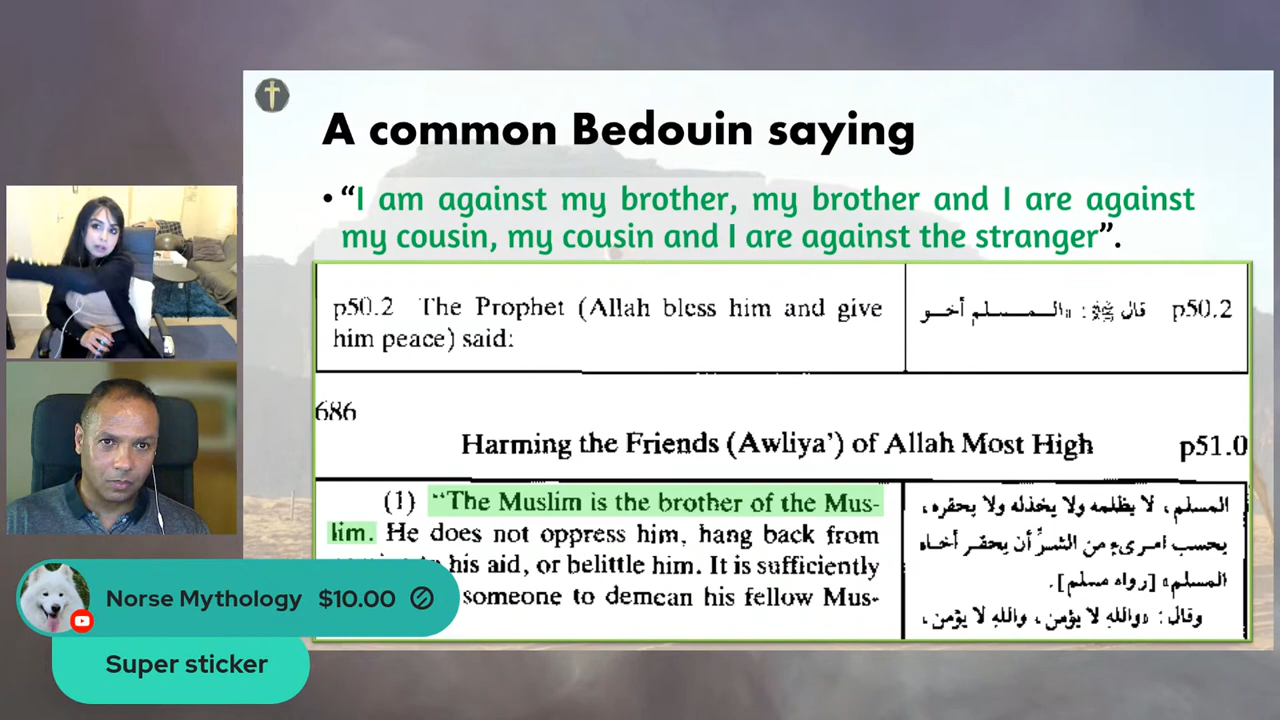 A common Bedouin saying
• “I am against my brother, my brother and I are against
my cousin, my cousin and I are against the stranger”.
p50.2 The Prophet (Allah bless him and give
him peace) said:
p50.2 قال ﷺ: «المسلم أخو
686
Harming the Friends (Awliya’) of Allah Most High p51.0
(1) “The Muslim is the brother of the Mus-
lim. He does not oppress him, hang back from
his aid, or belittle him. It is sufficiently
someone to demean his fellow Mus-
المسلم، لا يظلمه ولا يخذله ولا يحقره،
بحسب امرىء من الشرِّ أن يحقر أخاه
المسلم» [رواه مسلم].
وقال: «والله لا يؤمن، والله لا يؤمن،
Norse Mythology $10.00
Super sticker